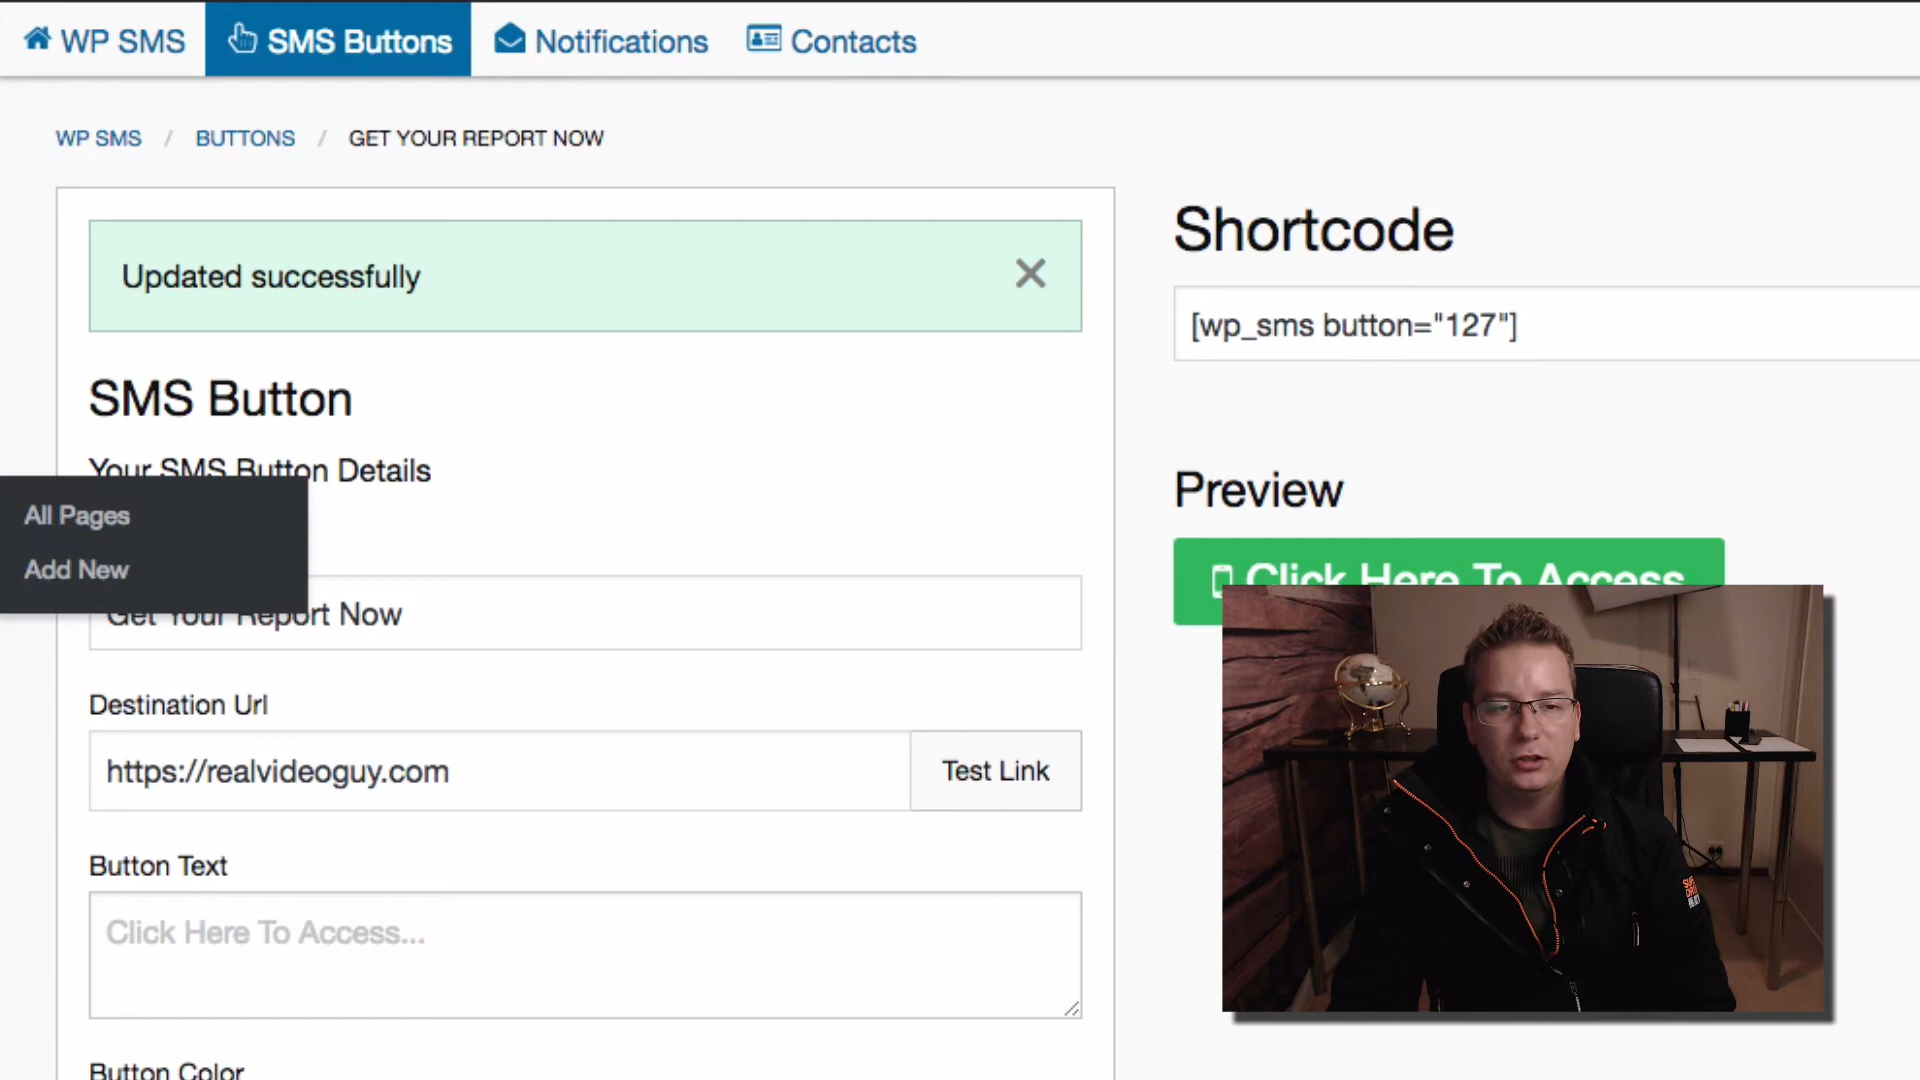 WP SMS
SMS Buttons
Notifications
Contacts
WP SMS / BUTTONS / GET YOUR REPORT NOW
Updated successfully
Shortcode
[wp_sms button="127"]
SMS Button
Your SMS Button Details
All Pages
Add New
Get Your Report Now
Preview
Click Here To Access
Destination Url
https://realvideoguy.com
Test Link
Button Text
Click Here To Access...
Button Color